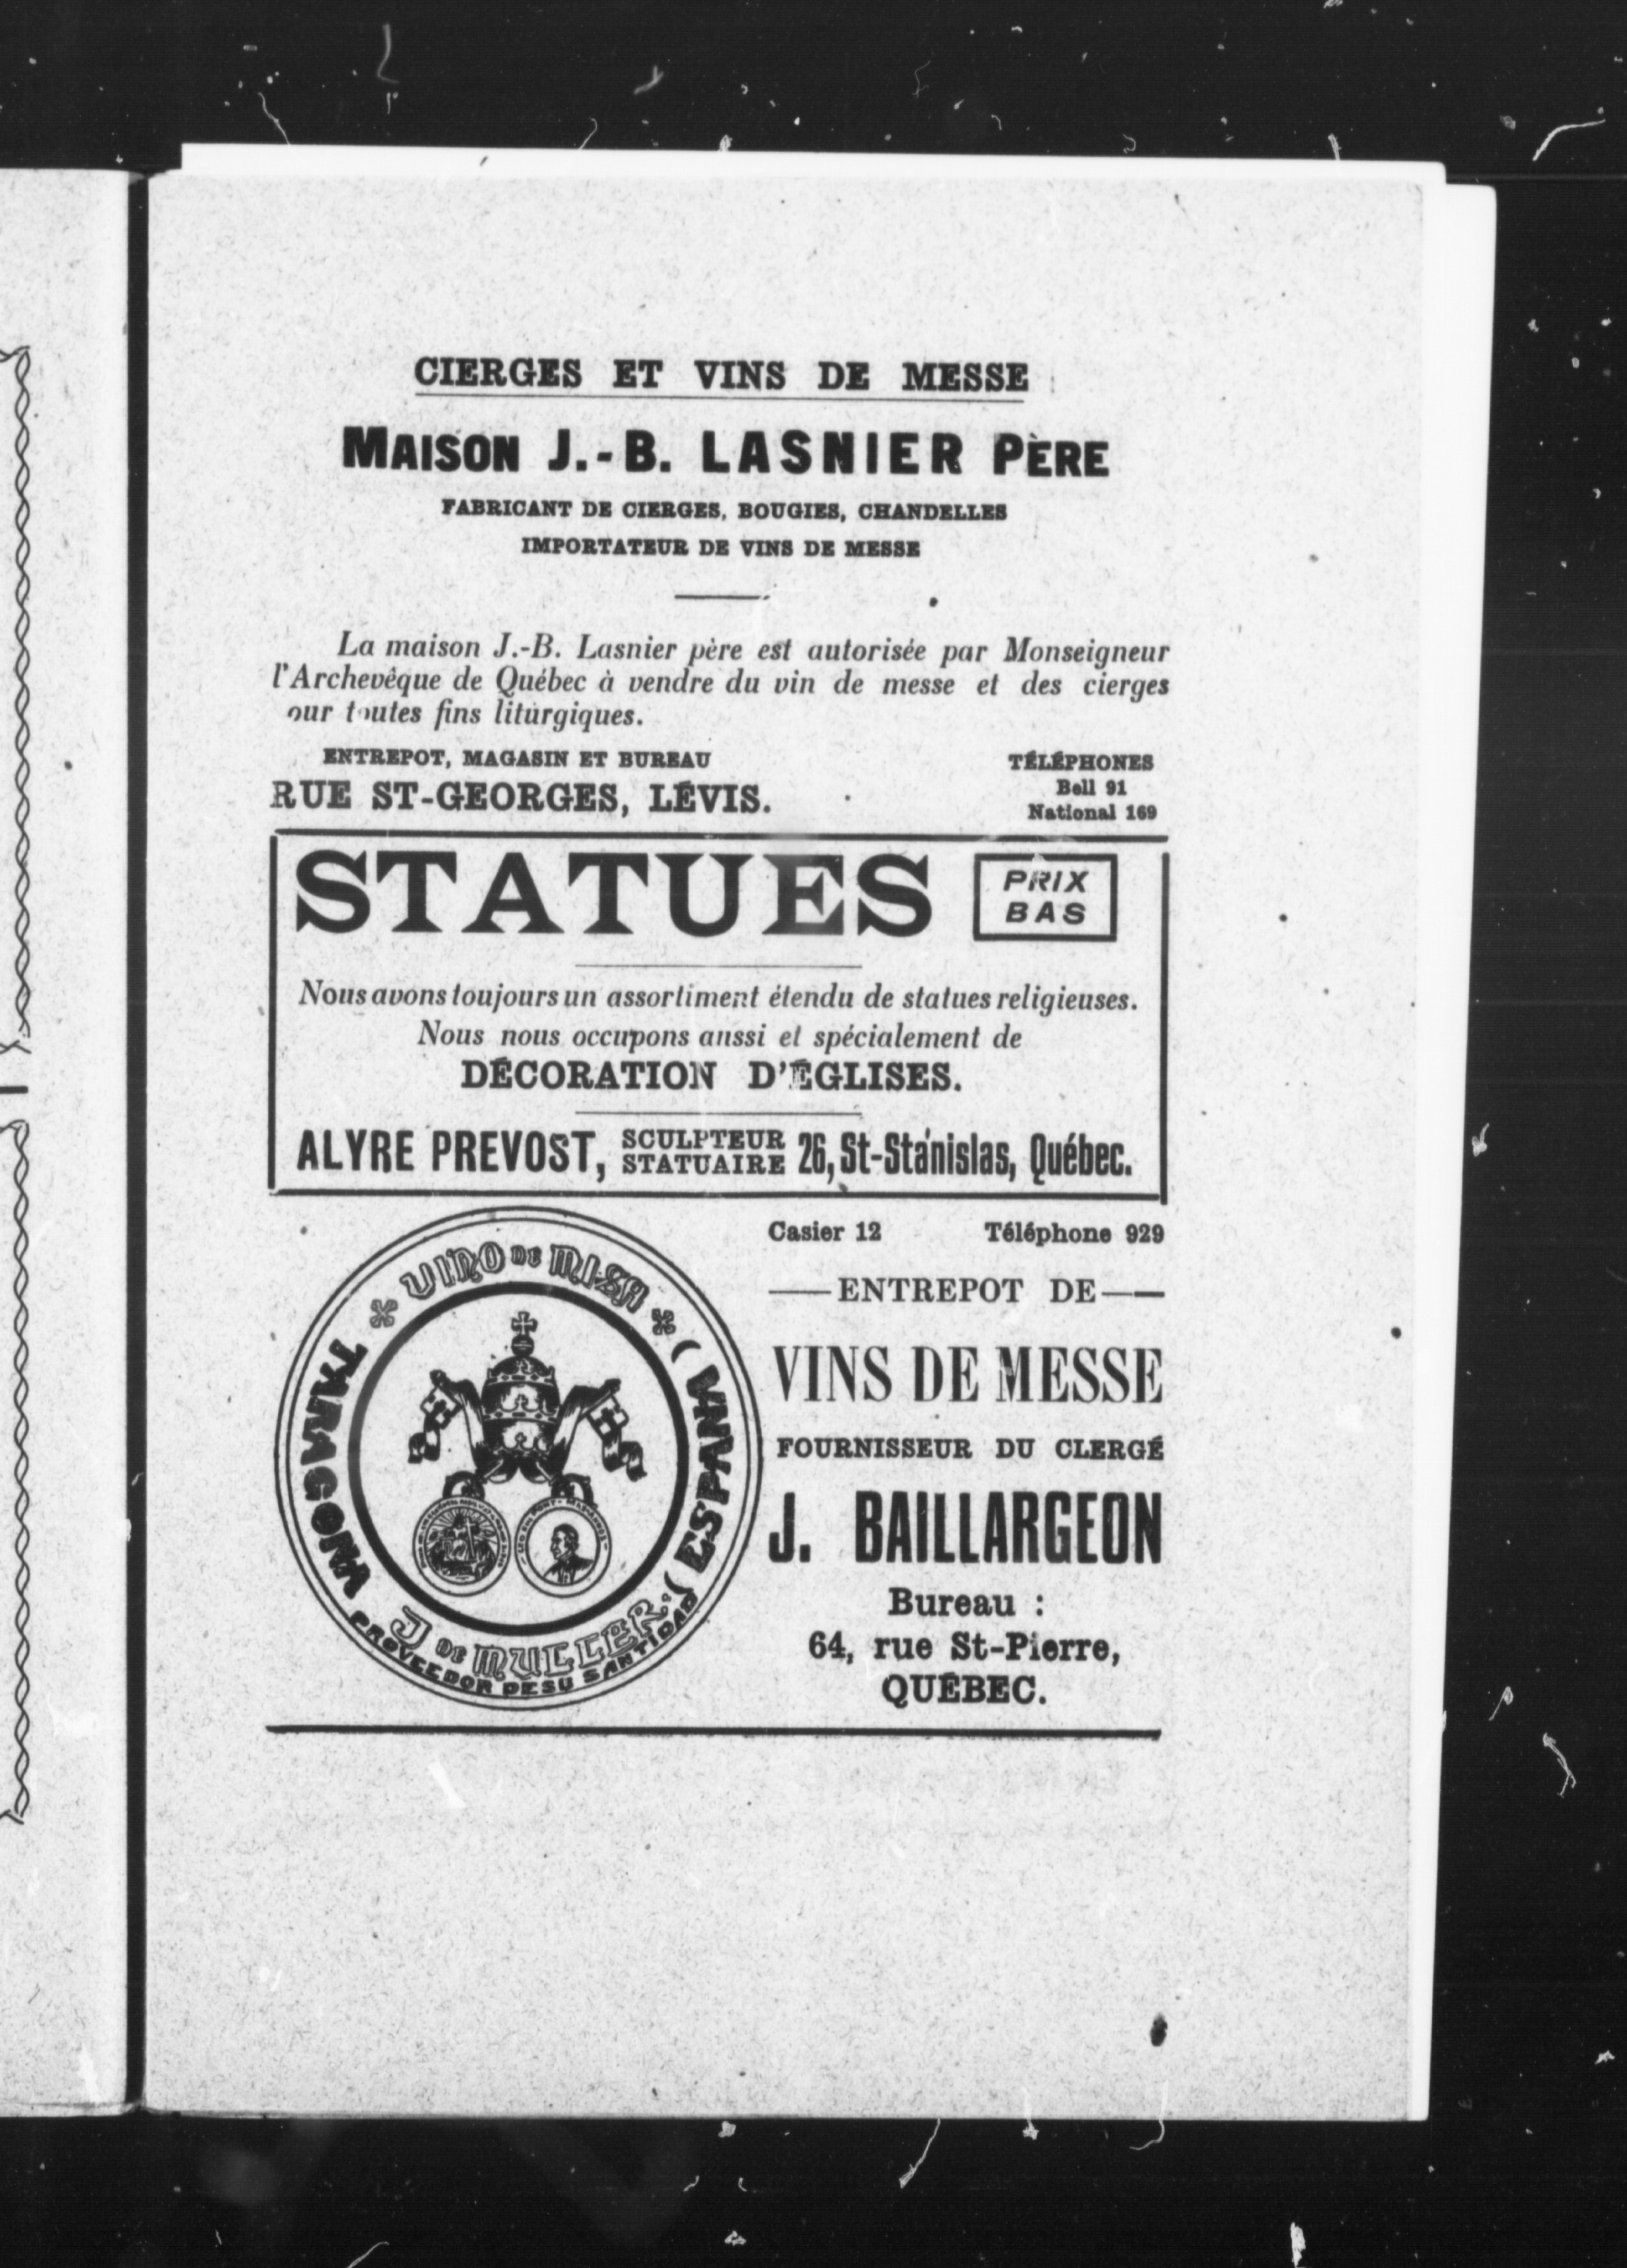 CIERGES ET VINS DE MESSE
MAISON J.-B. LASNIER PÈRE
FABRICANT DE CIERGES, BOUGIES, CHANDELLES
IMPORTATEUR DE VINS DE MESSE
La maison J.-B. Lasnier père est autorisée par Monseigneur
l'Archevêque de Québec à vendre du vin de messe et des cierges
our toutes fins liturgiques.
ENTREPOT, MAGASIN ET BUREAU
RUE ST-GEORGES, LÉVIS.
TÉLÉPHONES
Bell 91
National 169
STATUES
PRIX
BAS
Nous avons toujours un assortiment étendu de statues religieuses.
Nous nous occupons aussi et spécialement de
DÉCORATION D'ÉGLISES.
ALYRE PREVOST, SCULPTEUR STATUAIRE 26, St-Stanislas, Québec.
VINO DE MISA
TARAGONA
(ESPAÑA)
J DE MULLER
PROVEEDOR DE SU SANTIDAD
Casier 12 Téléphone 929
—ENTREPOT DE—
VINS DE MESSE
FOURNISSEUR DU CLERGÉ
J. BAILLARGEON
Bureau :
64, rue St-Pierre,
QUÉBEC.